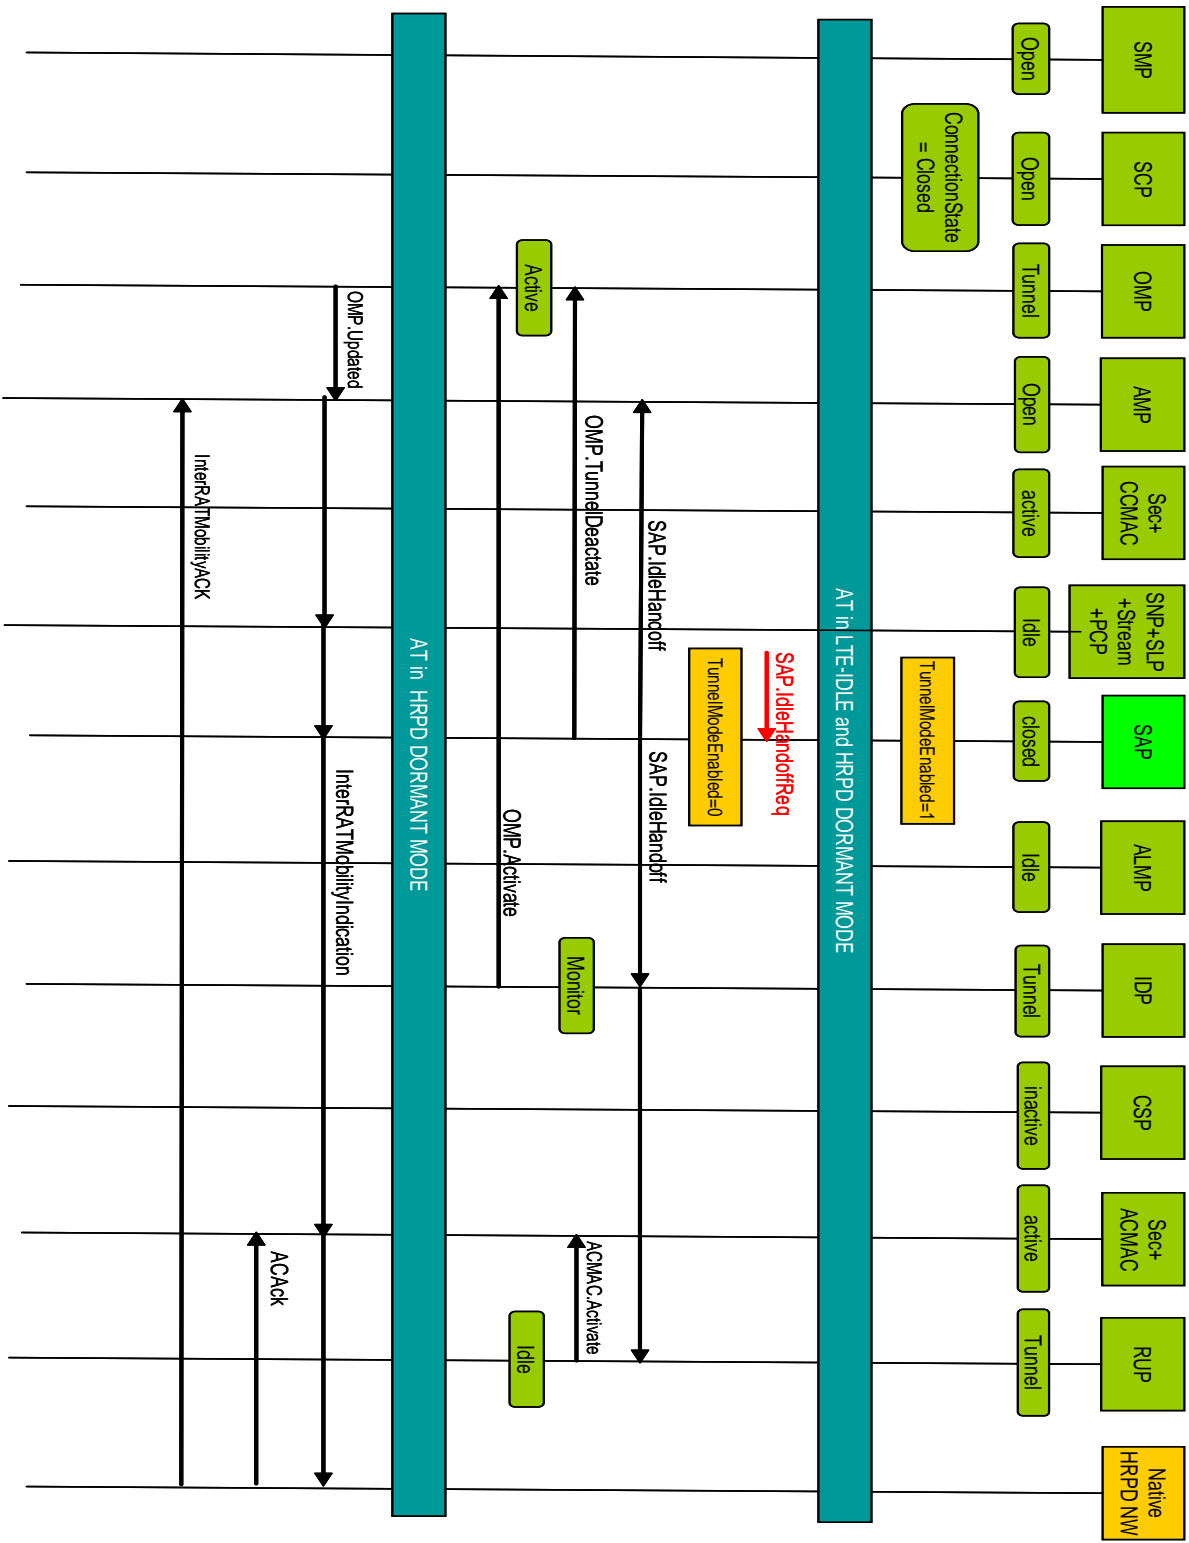 SMP
SCP
OMP
AMP
Sec+
CCMAC
SNP+SLP
+Stream
+PCP
SAP
ALMP
IDP
CSP
Sec+
ACMAC
RUP
Native
HRPD NW
Open
Open
Tunnel
Open
active
Idle
closed
Idle
Tunnel
inactive
active
Tunnel
ConnectionState
= Closed
TunnelModeEnabled=1
AT in LTE-IDLE and HRPD DORMANT MODE
SAP.IdleHandoffReq
TunnelModeEnabled=0
SAP.IdleHandoff
SAP.IdleHandoff
OMP.TunnelDeactate
Monitor
ACMAC.Activate
Active
OMP.Activate
Idle
AT in HRPD DORMANT MODE
OMP.Updated
InterRATMobilityIndication
ACAck
InterRATMobilityACK